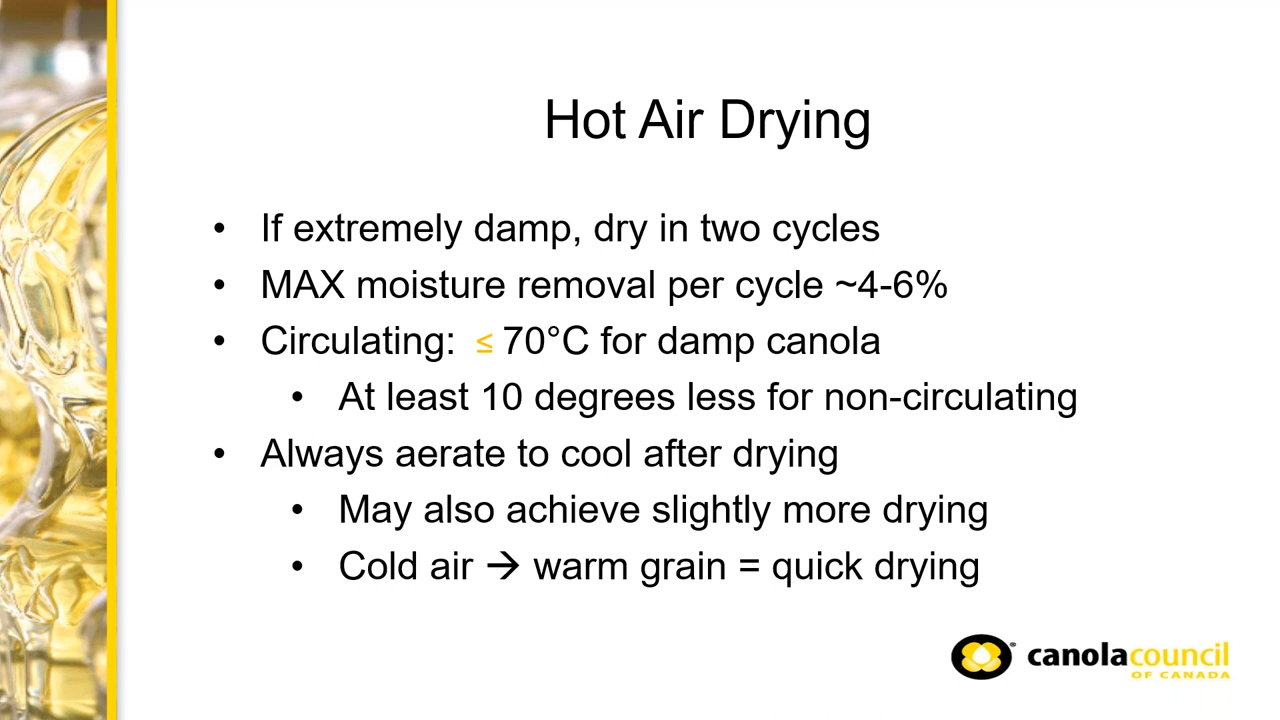 Hot Air Drying
• If extremely damp, dry in two cycles
• MAX moisture removal per cycle ~4-6%
• Circulating: ≤ 70°C for damp canola
• At least 10 degrees less for non-circulating
• Always aerate to cool after drying
• May also achieve slightly more drying
• Cold air → warm grain = quick drying
® canolacouncil
OF CANADA